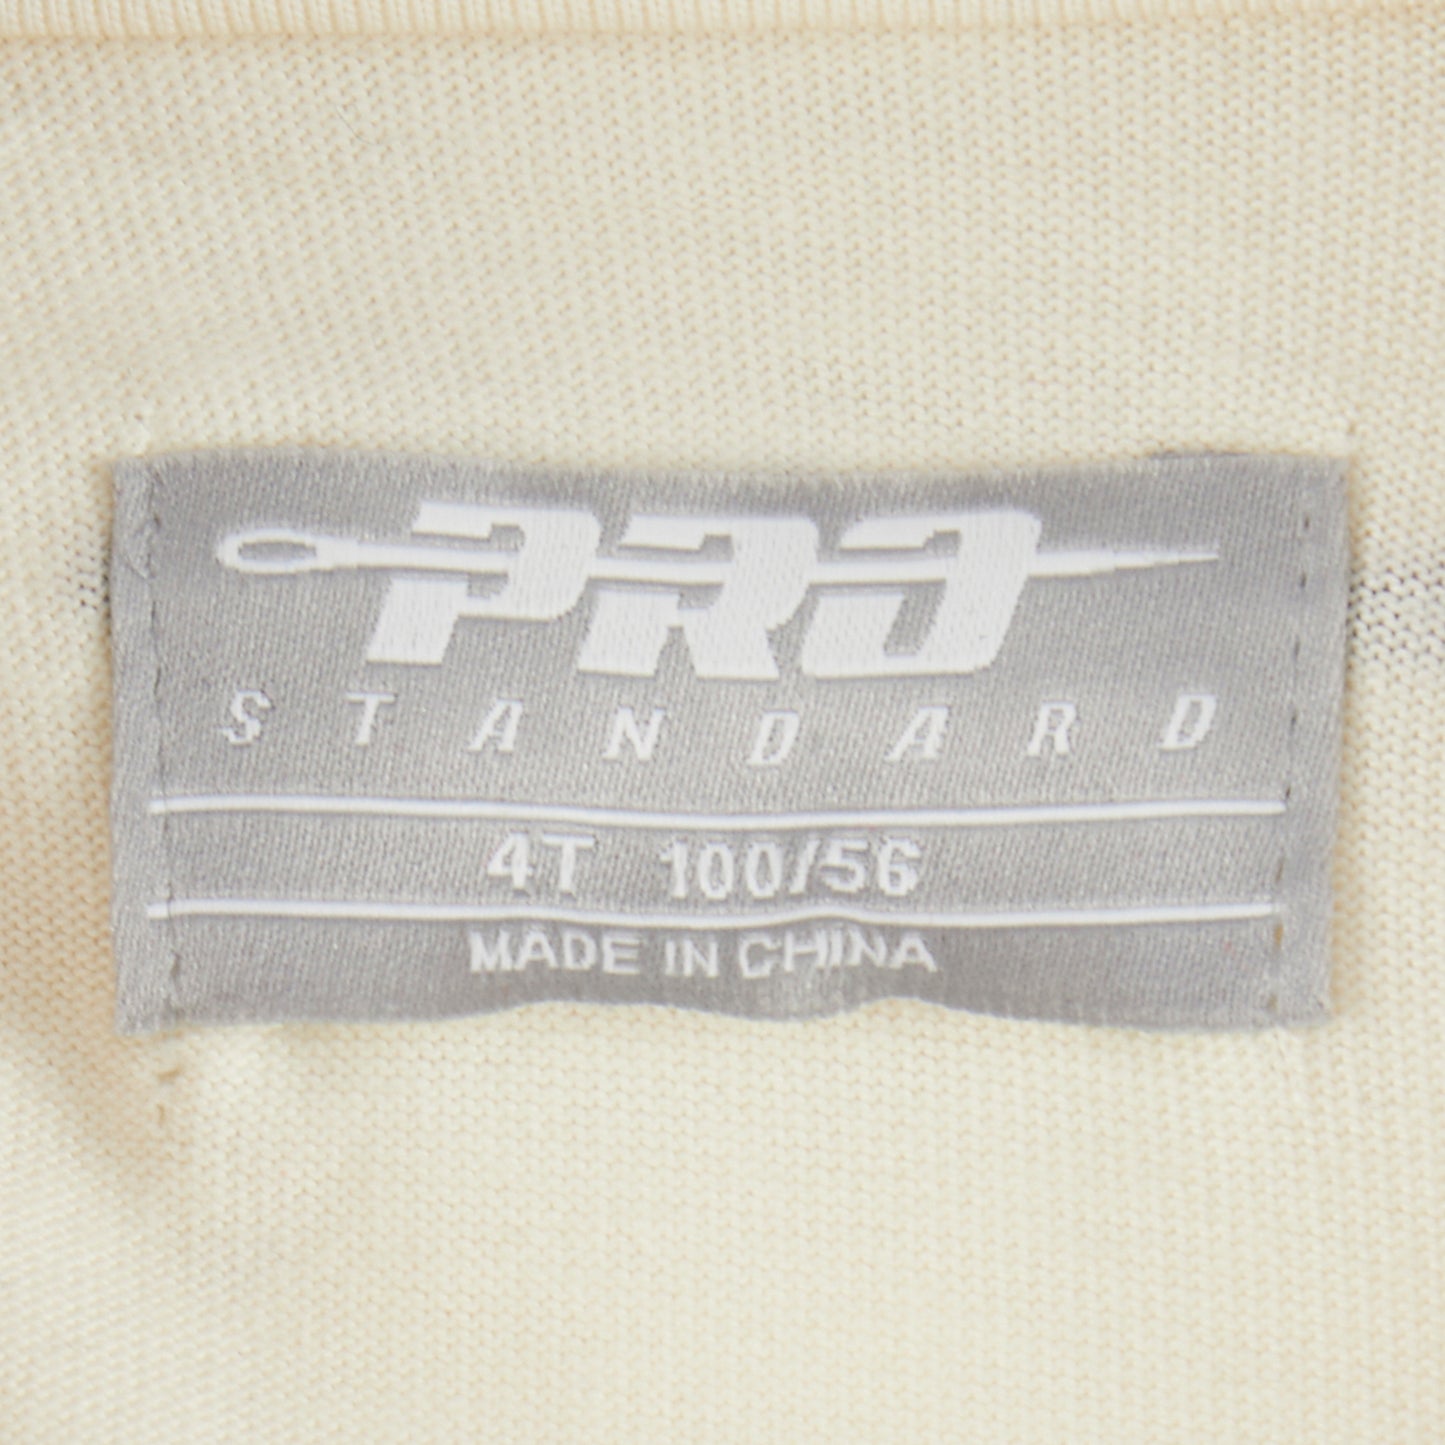 PRO
STANDARD
4T 100/56
MADE IN CHINA